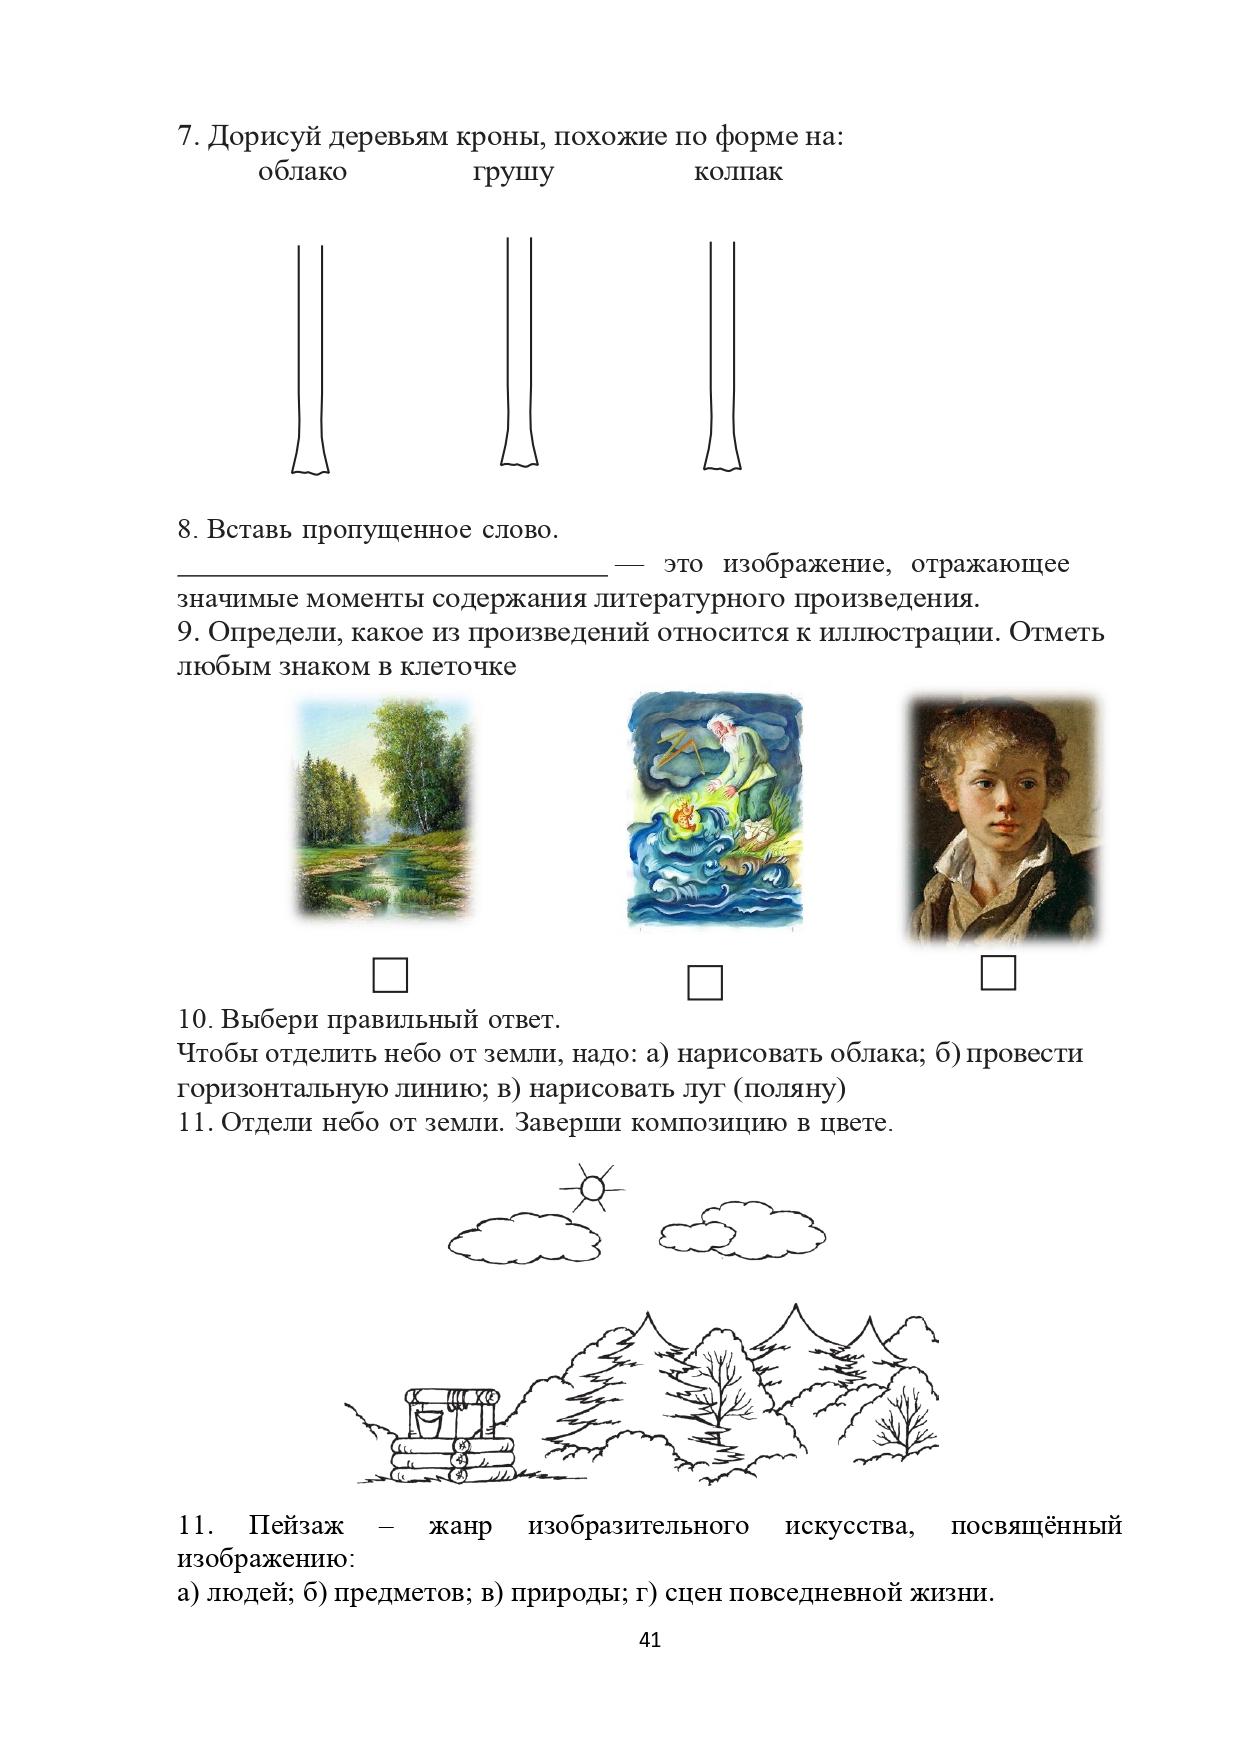 7. Дорисуй деревьям кроны, похожие по форме на:
облако грушу колпак
8. Вставь пропущенное слово.
_______________________________ — это изображение, отражающее
значимые моменты содержания литературного произведения.
9. Определи, какое из произведений относится к иллюстрации. Отметь
любым знаком в клеточке
10. Выбери правильный ответ.
Чтобы отделить небо от земли, надо: а) нарисовать облака; б) провести
горизонтальную линию; в) нарисовать луг (поляну)
11. Отдели небо от земли. Заверши композицию в цвете.
11. Пейзаж – жанр изобразительного искусства, посвящённый
изображению:
а) людей; б) предметов; в) природы; г) сцен повседневной жизни.
41